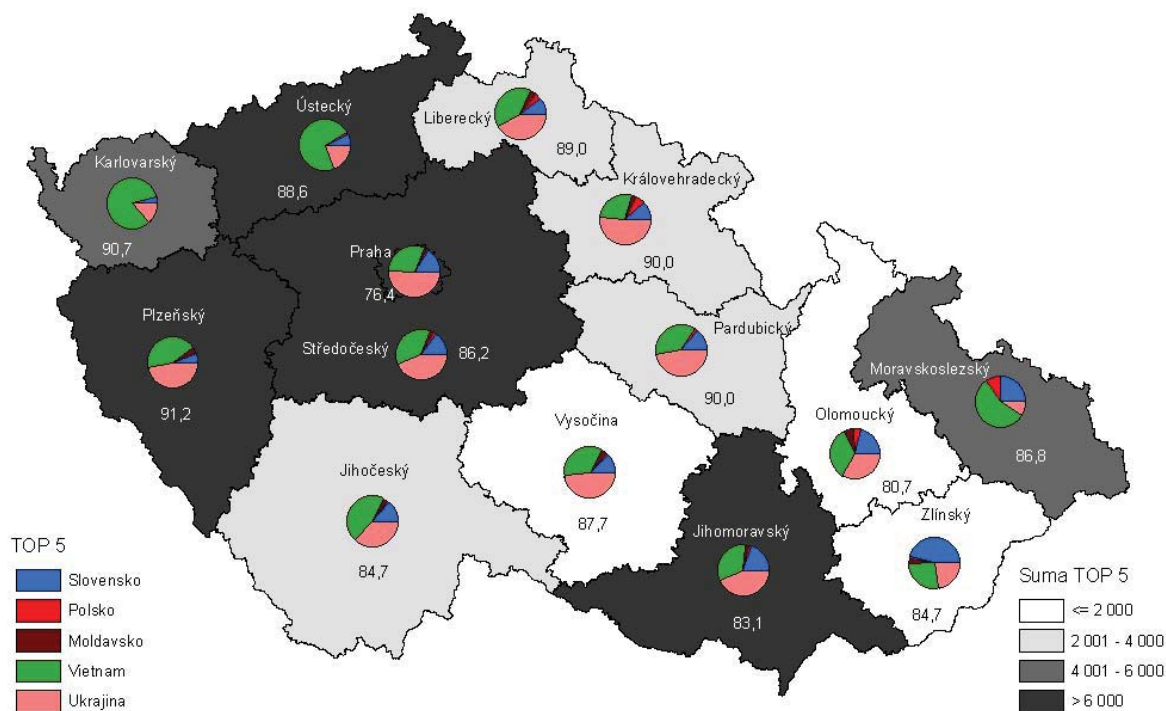 Ústecký
88,6
Liberecký
89,0
Karlovarský
90,7
Královehradecký
90,0
Praha
76,4
Plzeňský
91,2
Středočeský
86,2
Pardubický
90,0
Moravskoslezský
86,8
Vysočina
87,7
Olomoucký
80,7
Jihočeský
84,7
Jihomoravský
83,1
Zlínský
84,7
TOP 5
Slovensko
Polsko
Moldavsko
Vietnam
Ukrajina
Suma TOP 5
<= 2 000
2 001 - 4 000
4 001 - 6 000
> 6 000